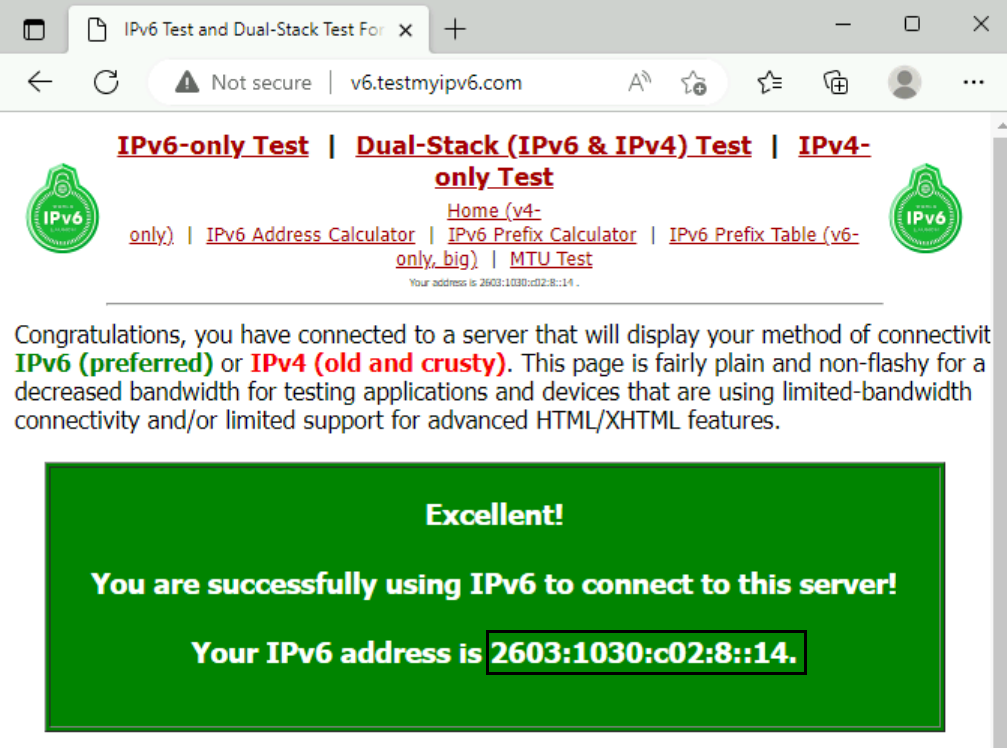 IPv6 Test and Dual-Stack Test For
Not secure | v6.testmyipv6.com
IPv6-only Test | Dual-Stack (IPv6 & IPv4) Test | IPv4-
only Test
IPv6
IPv6
Home (v4-
only) | IPv6 Address Calculator | IPv6 Prefix Calculator | IPv6 Prefix Table (v6-
only, big) | MTU Test
Your address is 2603:1030:c02:8::14 .
Congratulations, you have connected to a server that will display your method of connectivit
IPv6 (preferred) or IPv4 (old and crusty). This page is fairly plain and non-flashy for a
decreased bandwidth for testing applications and devices that are using limited-bandwidth
connectivity and/or limited support for advanced HTML/XHTML features.
Excellent!
You are successfully using IPv6 to connect to this server!
Your IPv6 address is 2603:1030:c02:8::14.